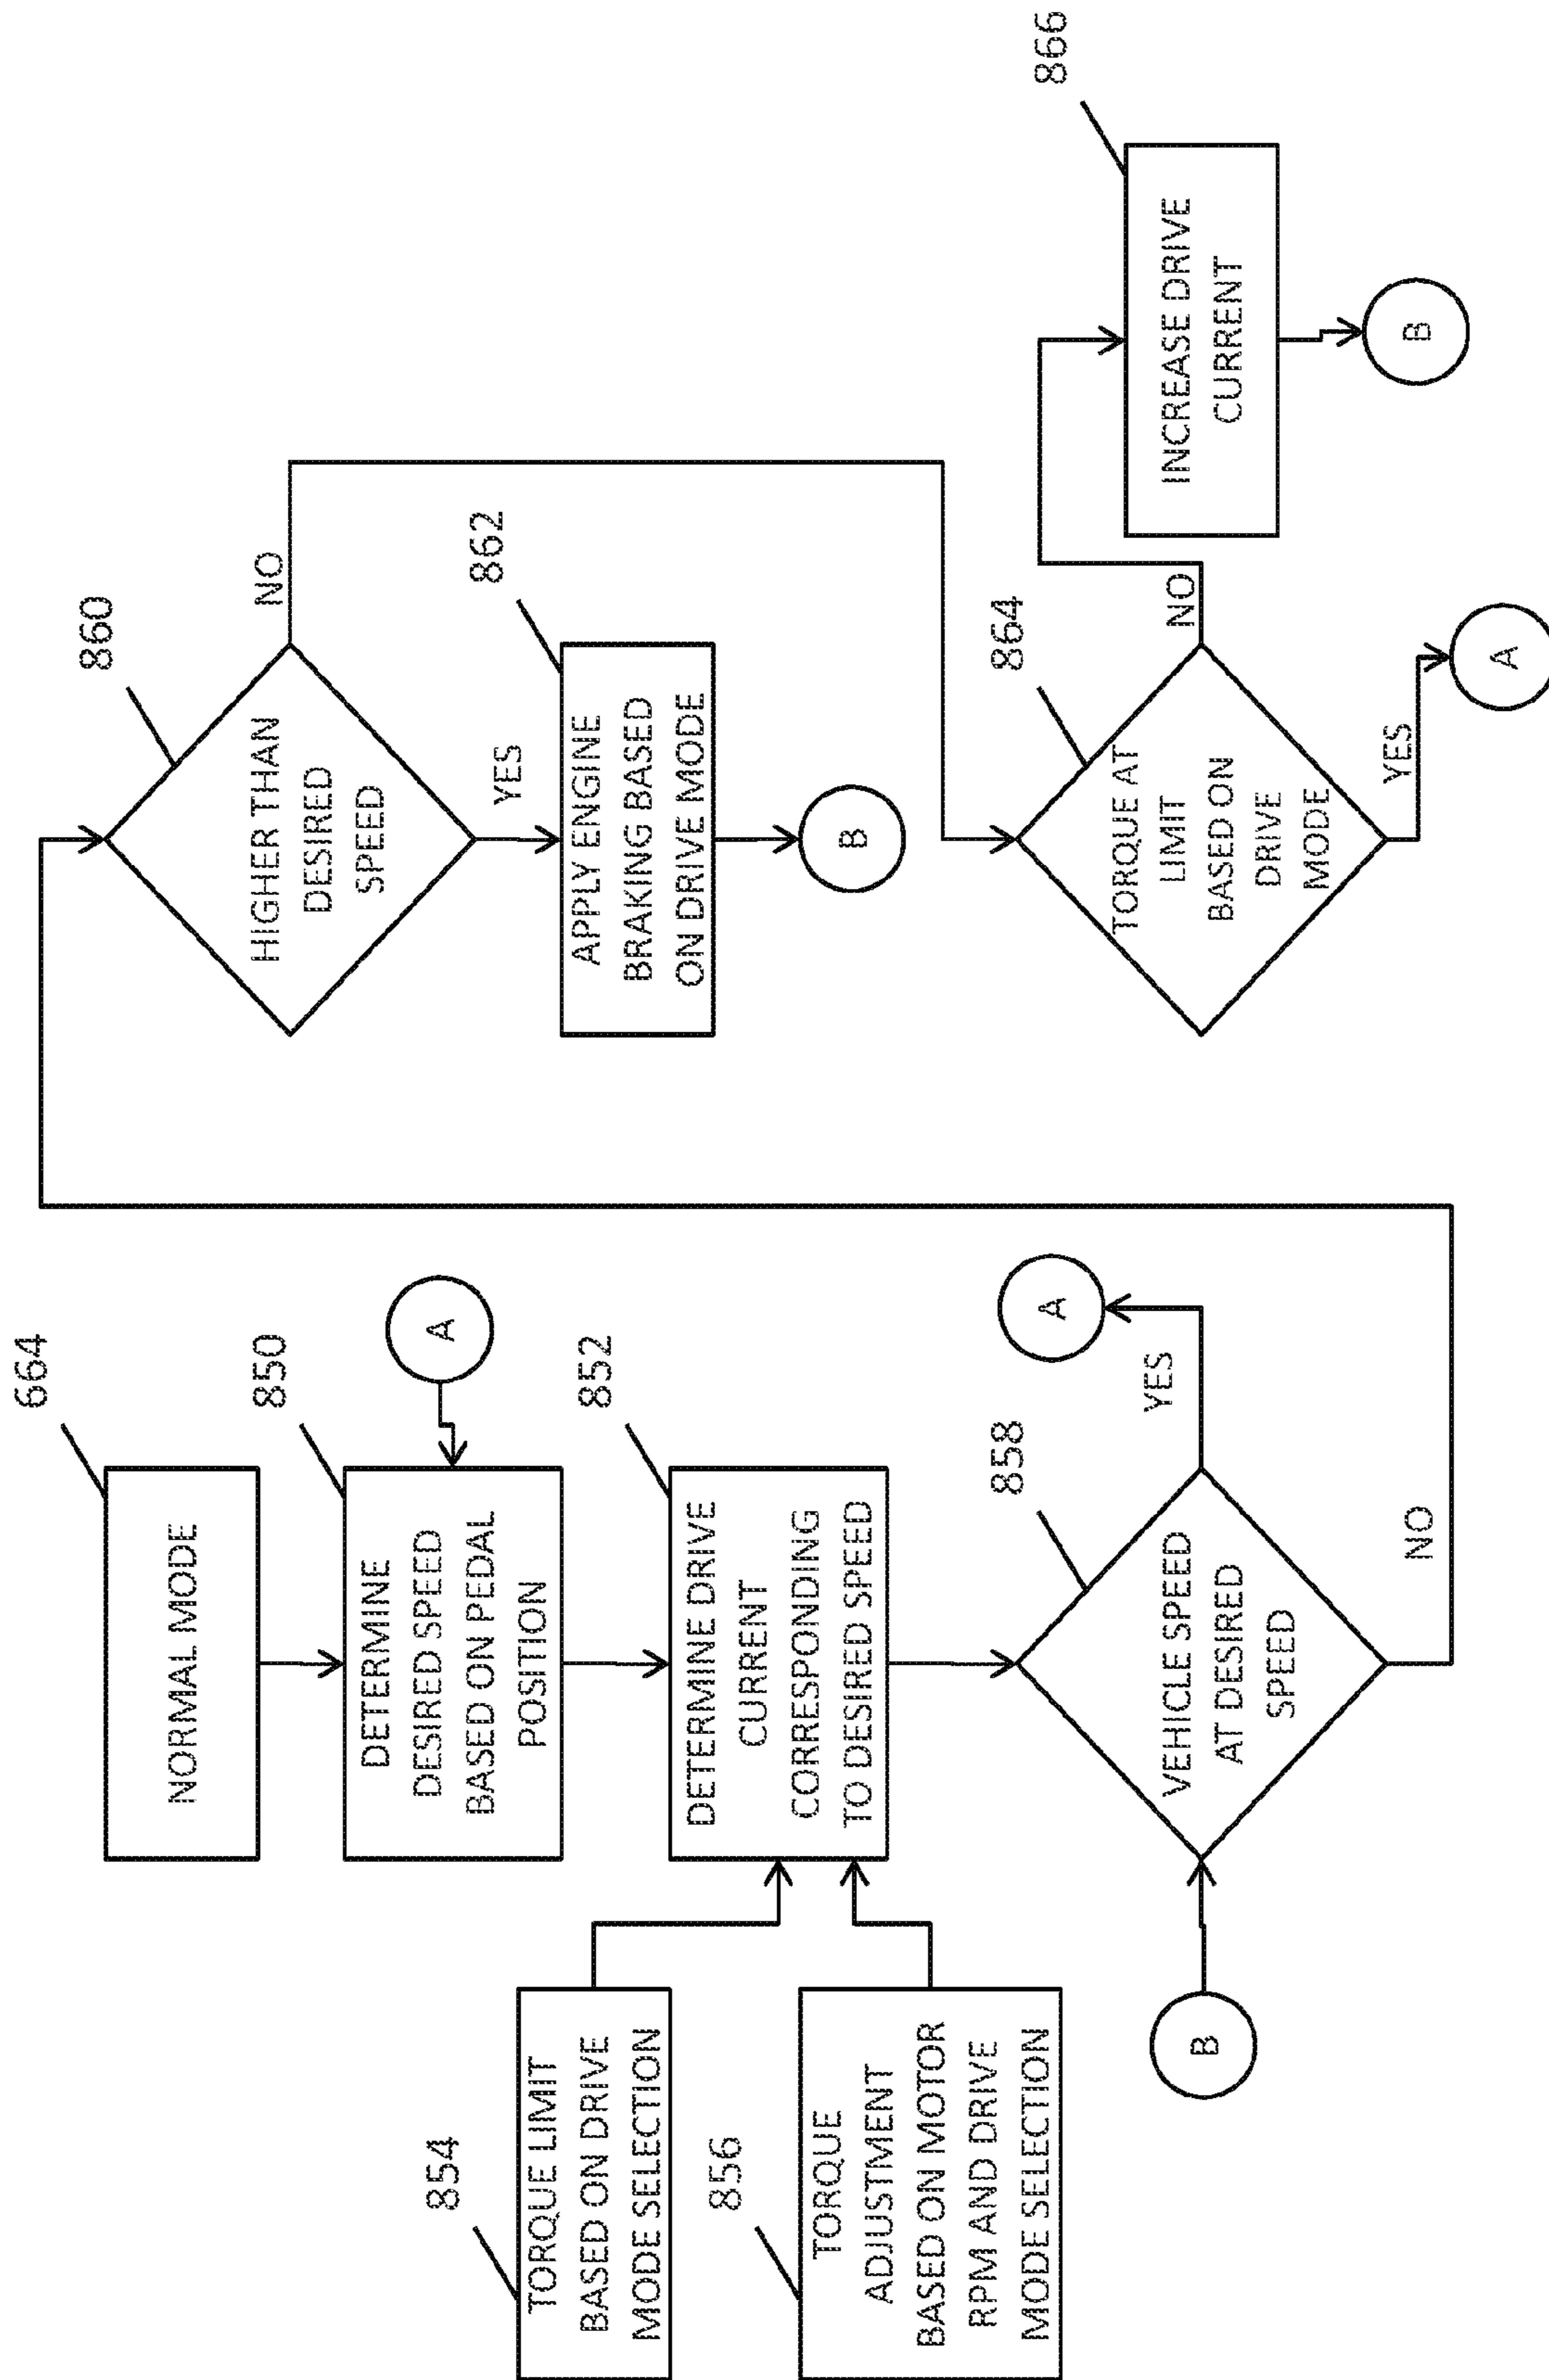 664
NORMAL MODE
850
DETERMINE
DESIRED SPEED
BASED ON PEDAL
POSITION
A
854
TORQUE LIMIT
BASED ON DRIVE
MODE SELECTION
852
DETERMINE DRIVE
CURRENT
CORRESPONDING
TO DESIRED SPEED
856
TORQUE
ADJUSTMENT
BASED ON MOTOR
RPM AND DRIVE
MODE SELECTION
858
VEHICLE SPEED
AT DESIRED
SPEED
B
YES
A
NO
860
HIGHER THAN
DESIRED
SPEED
NO
YES
862
APPLY ENGINE
BRAKING BASED
ON DRIVE MODE
B
864
TORQUE AT
LIMIT
BASED ON
DRIVE
MODE
NO
YES
A
866
INCREASE DRIVE
CURRENT
B